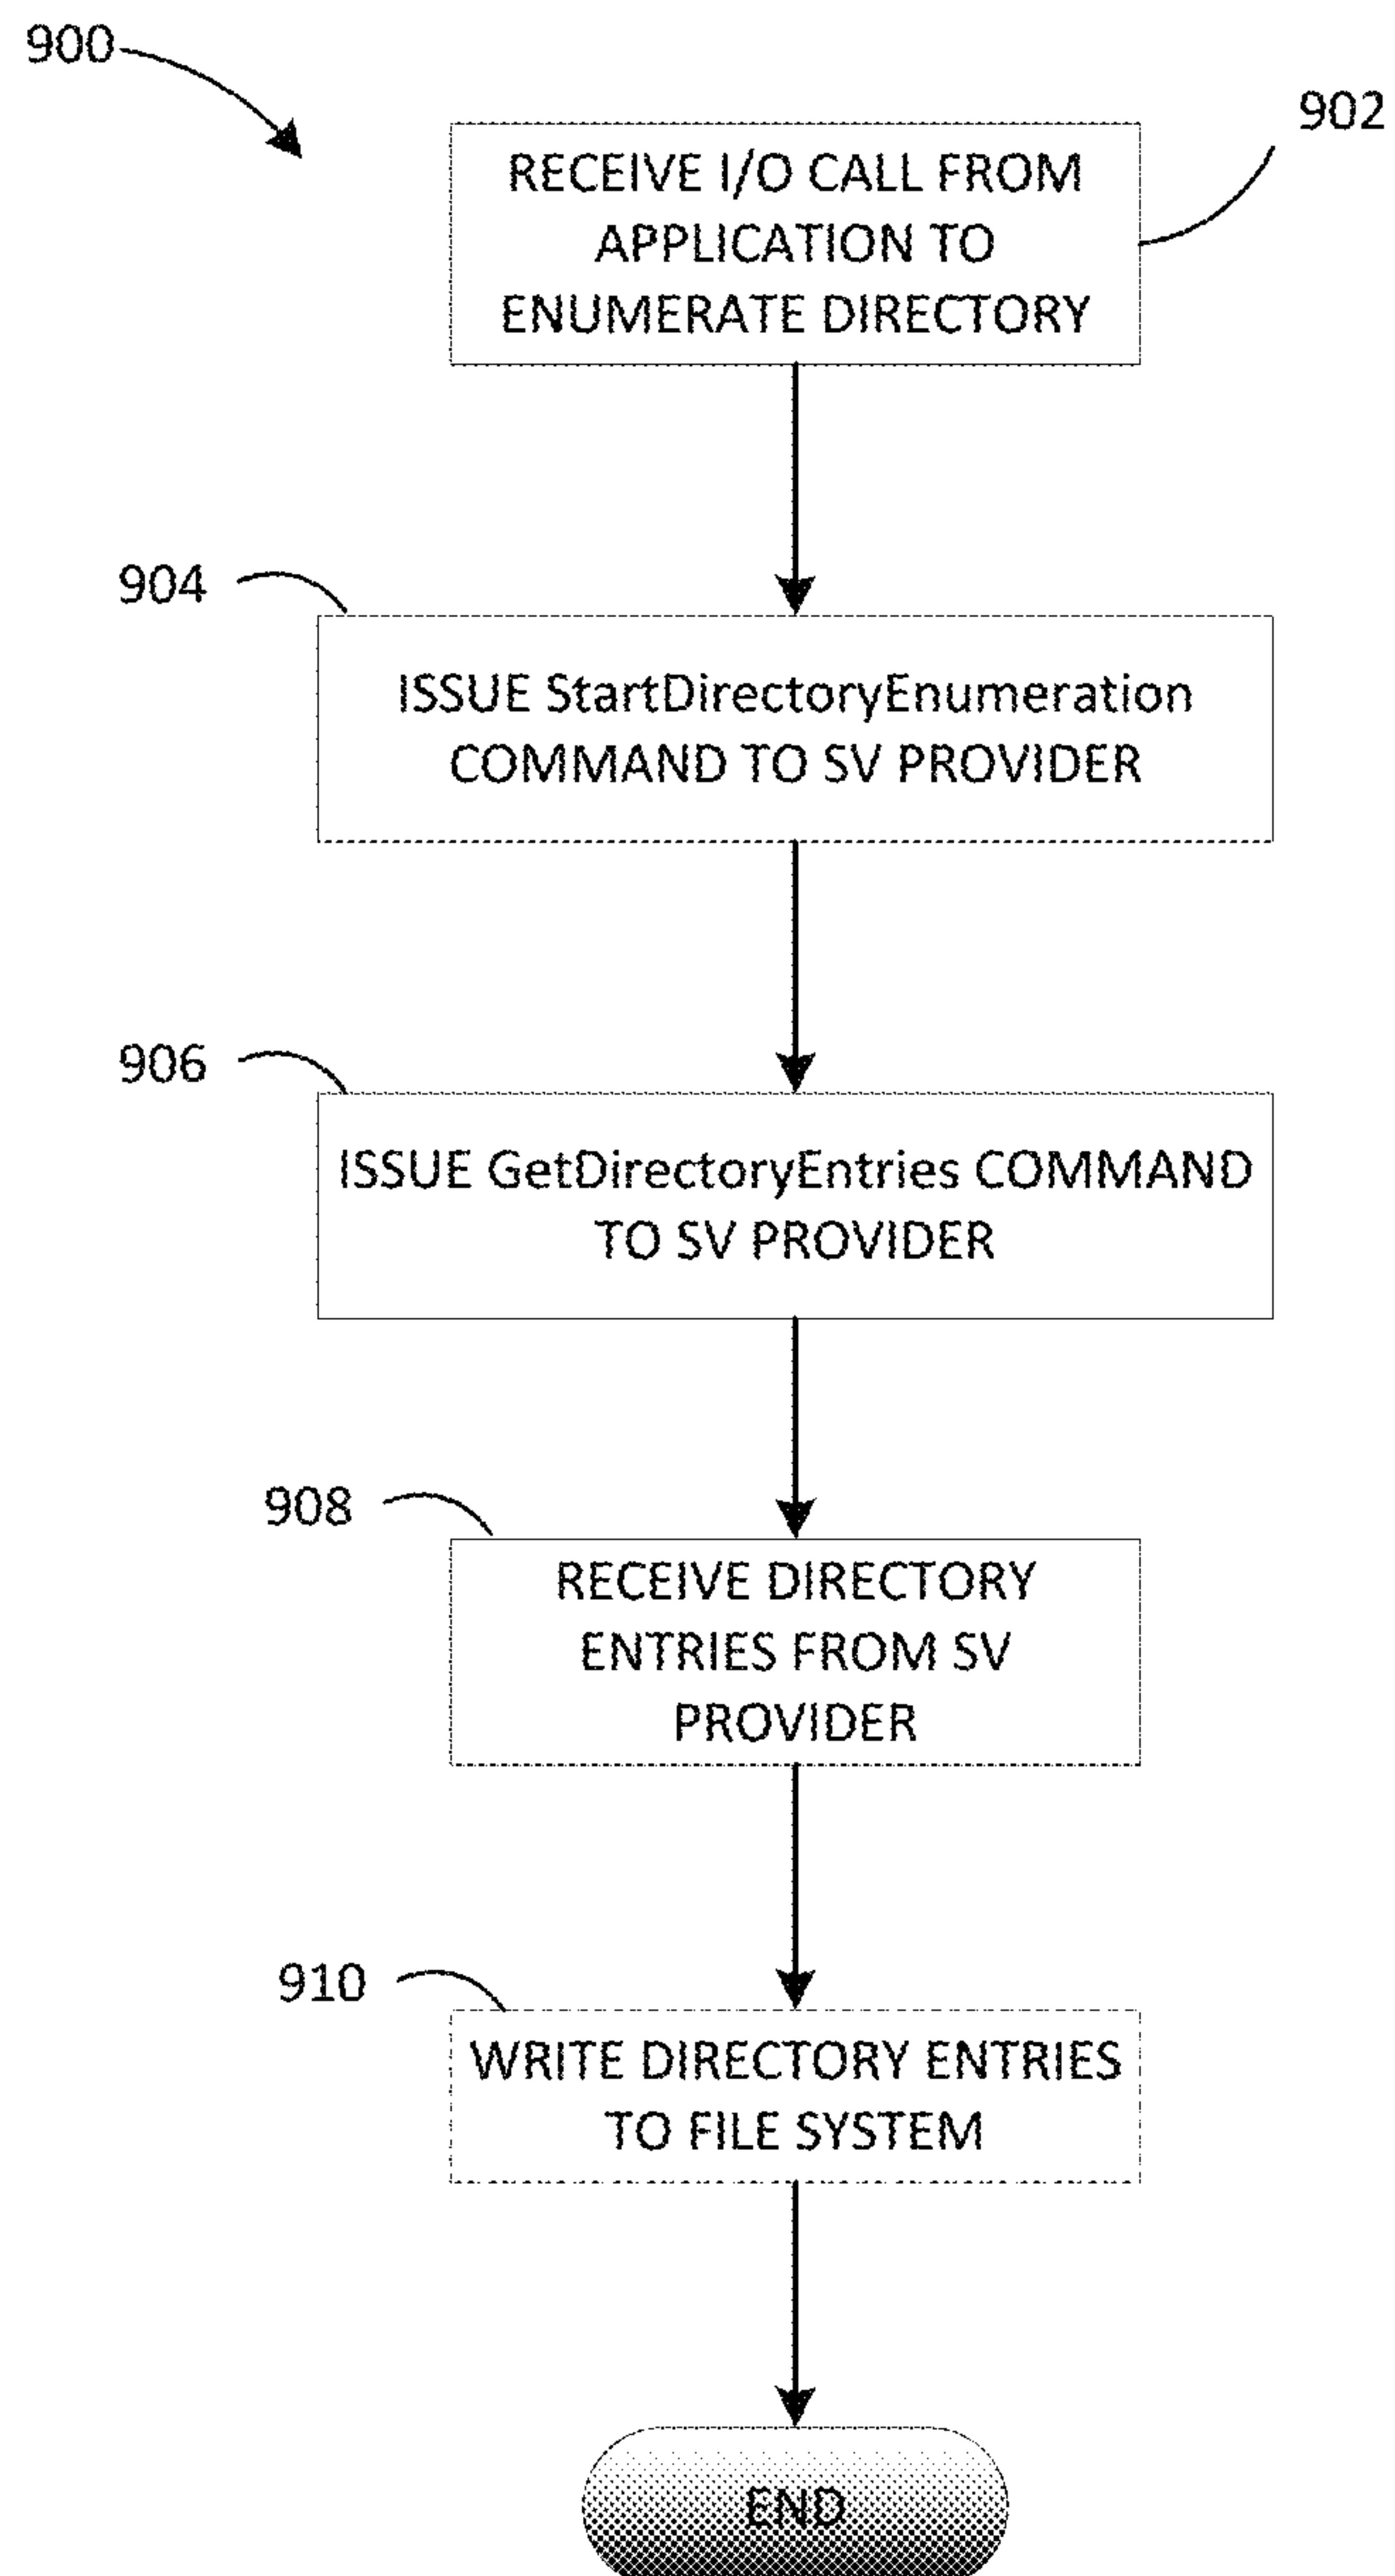 900
902
RECEIVE I/O CALL FROM
APPLICATION TO
ENUMERATE DIRECTORY
904
ISSUE StartDirectoryEnumeration
COMMAND TO SV PROVIDER
906
ISSUE GetDirectoryEntries COMMAND
TO SV PROVIDER
908
RECEIVE DIRECTORY
ENTRIES FROM SV
PROVIDER
910
WRITE DIRECTORY ENTRIES
TO FILE SYSTEM
END